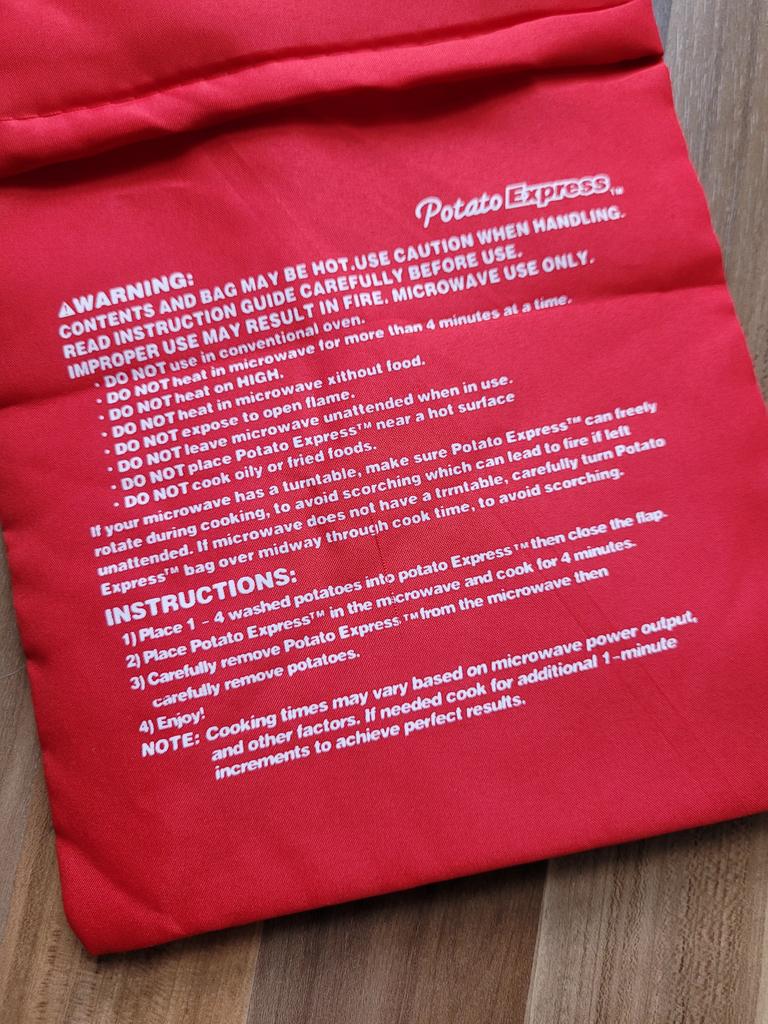 Potato Express™
⚠WARNING:
CONTENTS AND BAG MAY BE HOT.USE CAUTION WHEN HANDLING.
READ INSTRUCTION GUIDE CAREFULLY BEFORE USE.
IMPROPER USE MAY RESULT IN FIRE. MICROWAVE USE ONLY.
• DO NOT use in conventional oven.
• DO NOT heat in microwave for more than 4 minutes at a time.
• DO NOT heat on HIGH.
• DO NOT heat in microwave xithout food.
• DO NOT expose to open flame.
• DO NOT leave microwave unattended when in use.
• DO NOT place Potato Express™ near a hot surface
• DO NOT cook oily or fried foods.
If your microwave has a turntable, make sure Potato Express™ can freely
rotate during cooking, to avoid scorching which can lead to fire if left
unattended. If microwave does not have a trrntable, carefully turn Potato
Express™ bag over midway through cook time, to avoid scorching.
INSTRUCTIONS:
1) Place 1 - 4 washed potatoes into potato Express™ then close the flap.
2) Place Potato Express™ in the microwave and cook for 4 minutes.
3) Carefully remove Potato Express™ from the microwave then
carefully remove potatoes.
4) Enjoy!
NOTE: Cooking times may vary based on microwave power output,
and other factors. If needed cook for additional 1-minute
increments to achieve perfect results.